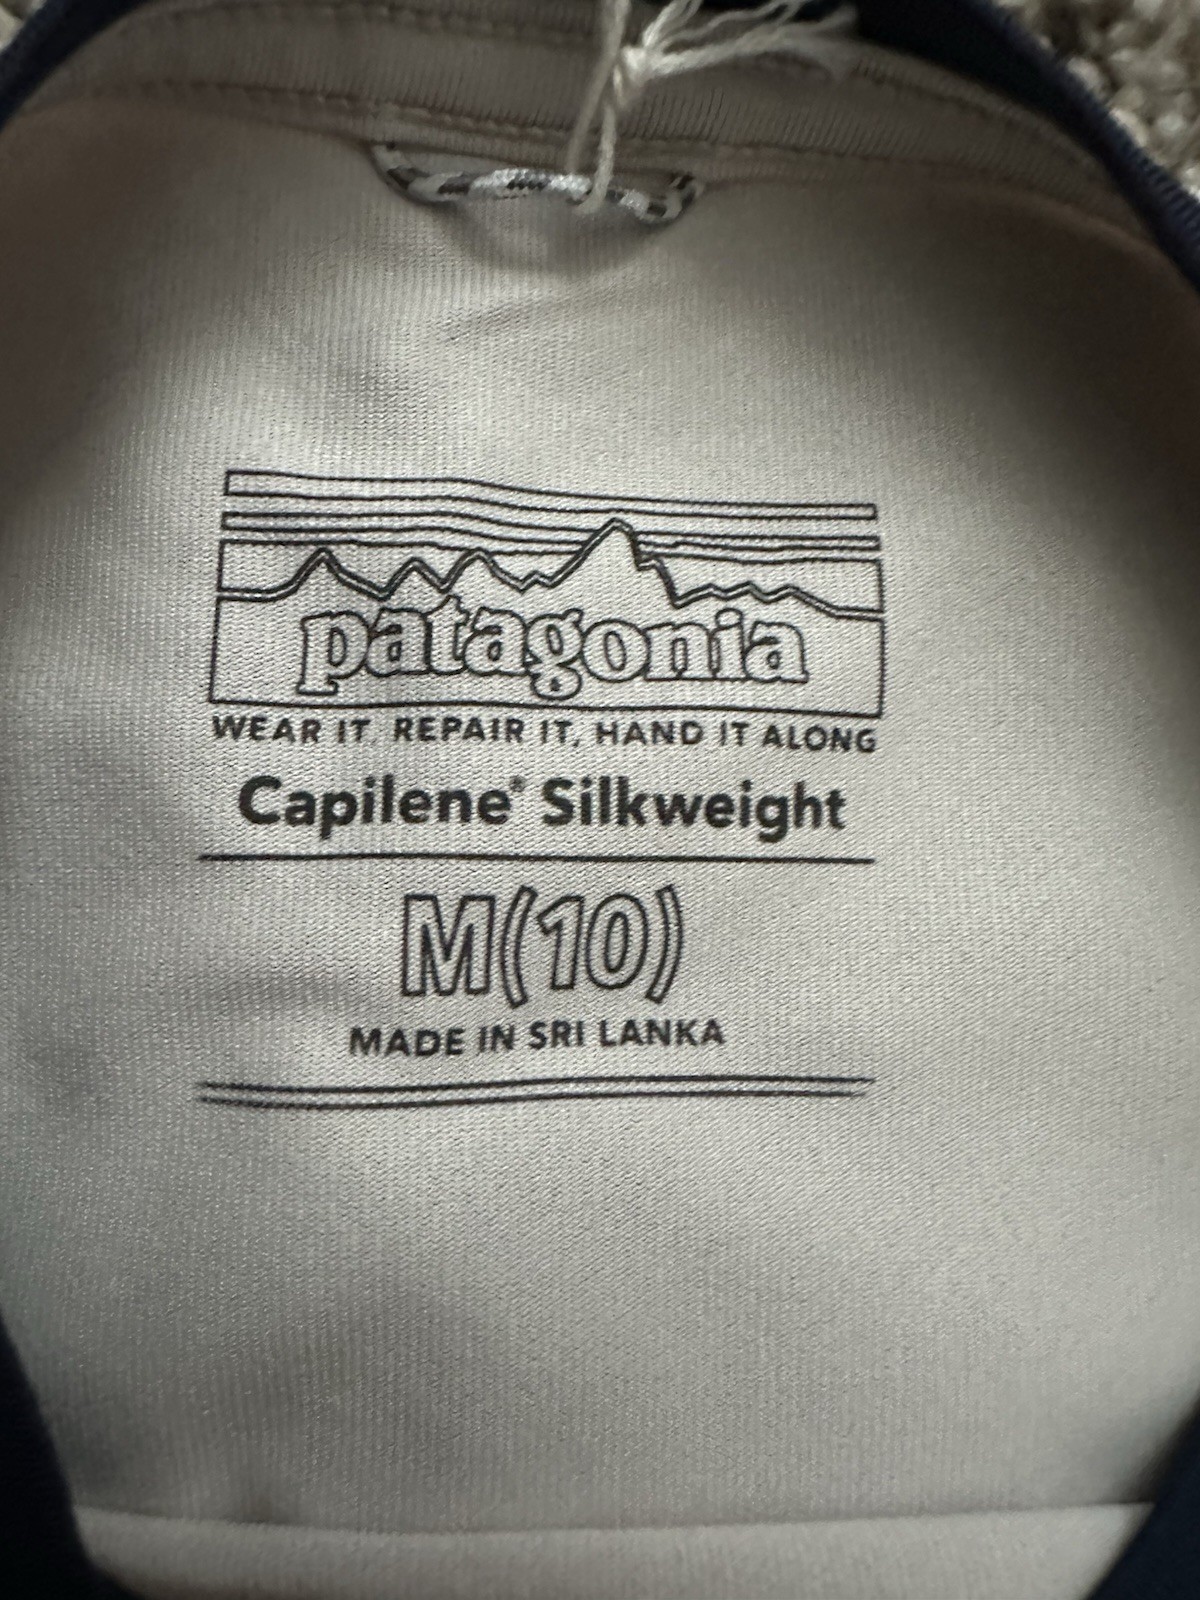 patagonia
WEAR IT, REPAIR IT, HAND IT ALONG
Capilene® Silkweight
M(10)
MADE IN SRI LANKA